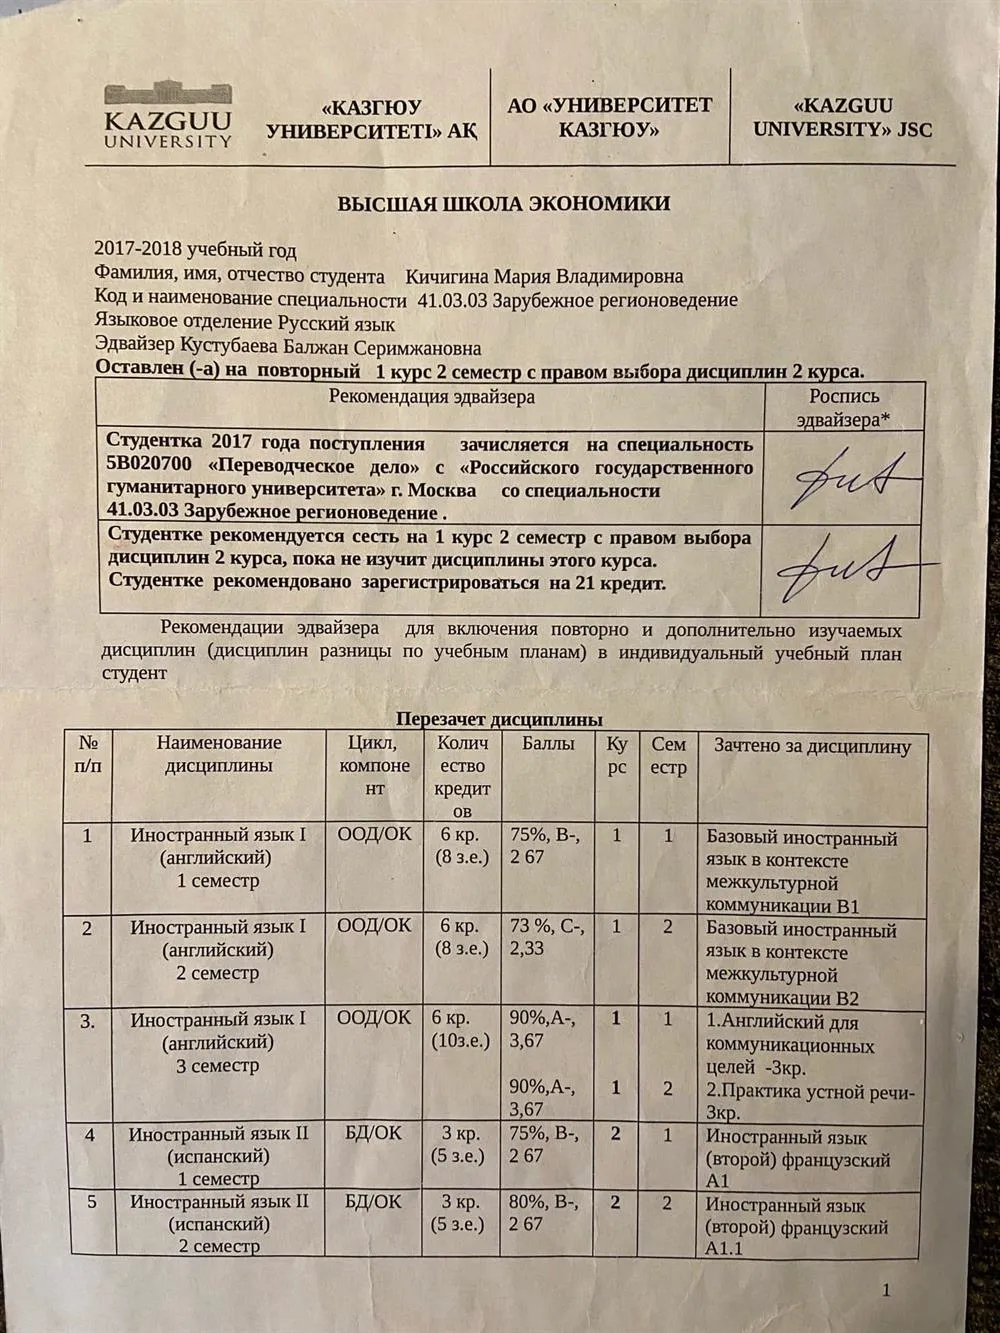 KAZGUU
UNIVERSITY
«КАЗГЮУ
УНИВЕРСИТЕТІ» АҚ
АО «УНИВЕРСИТЕТ
КАЗГЮУ»
«KAZGUU
UNIVERSITY» JSC
ВЫСШАЯ ШКОЛА ЭКОНОМИКИ
2017-2018 учебный год
Фамилия, имя, отчество студента Кичигина Мария Владимировна
Код и наименование специальности 41.03.03 Зарубежное регионоведение
Языковое отделение Русский язык
Эдвайзер Кустубаева Балжан Серимжановна
Оставлен (-а) на повторный 1 курс 2 семестр с правом выбора дисциплин 2 курса.
Рекомендация эдвайзера
Роспись
эдвайзера*
Студентка 2017 года поступления зачисляется на специальность
5В020700 «Переводческое дело» с «Российского государственного
гуманитарного университета» г. Москва со специальности
41.03.03 Зарубежное регионоведение .
Студентке рекомендуется сесть на 1 курс 2 семестр с правом выбора
дисциплин 2 курса, пока не изучит дисциплины этого курса.
Студентке рекомендовано зарегистрироваться на 21 кредит.
Рекомендации эдвайзера для включения повторно и дополнительно изучаемых
дисциплин (дисциплин разницы по учебным планам) в индивидуальный учебный план
студент
Перезачет дисциплины
№
п/п
Наименование
дисциплины
Цикл,
компоне
нт
Колич
ество
кредит
ов
Баллы
Ку
рс
Сем
естр
Зачтено за дисциплину
1
Иностранный язык I
(английский)
1 семестр
ООД/ОК
6 кр.
(8 з.е.)
75%, В-,
2 67
1
1
Базовый иностранный
язык в контексте
межкультурной
коммуникации В1
2
Иностранный язык I
(английский)
2 семестр
ООД/ОК
6 кр.
(8 з.е.)
73 %, С-,
2,33
1
2
Базовый иностранный
язык в контексте
межкультурной
коммуникации В2
3.
Иностранный язык I
(английский)
3 семестр
ООД/ОК
6 кр.
(10з.е.)
90%,А-,
3,67
90%,А-,
3,67
1
1
1
2
1.Английский для
коммуникационных
целей -3кр.
2.Практика устной речи-
3кр.
4
Иностранный язык II
(испанский)
1 семестр
БД/ОК
3 кр.
(5 з.е.)
75%, В-,
2 67
2
1
Иностранный язык
(второй) французский
А1
5
Иностранный язык II
(испанский)
2 семестр
БД/ОК
3 кр.
(5 з.е.)
80%, В-,
2 67
2
2
Иностранный язык
(второй) французский
А1.1
1